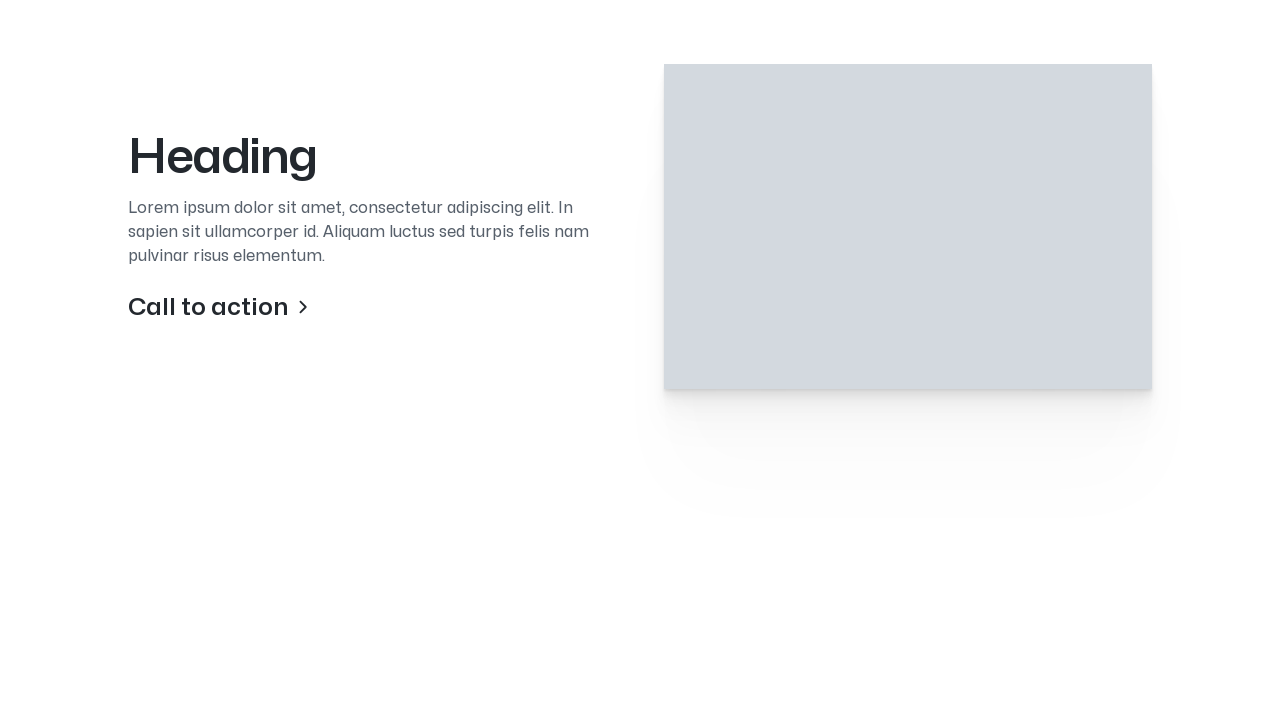 Heading
Lorem ipsum dolor sit amet, consectetur adipiscing elit. In
sapien sit ullamcorper id. Aliquam luctus sed turpis felis nam
pulvinar risus elementum.
Call to action